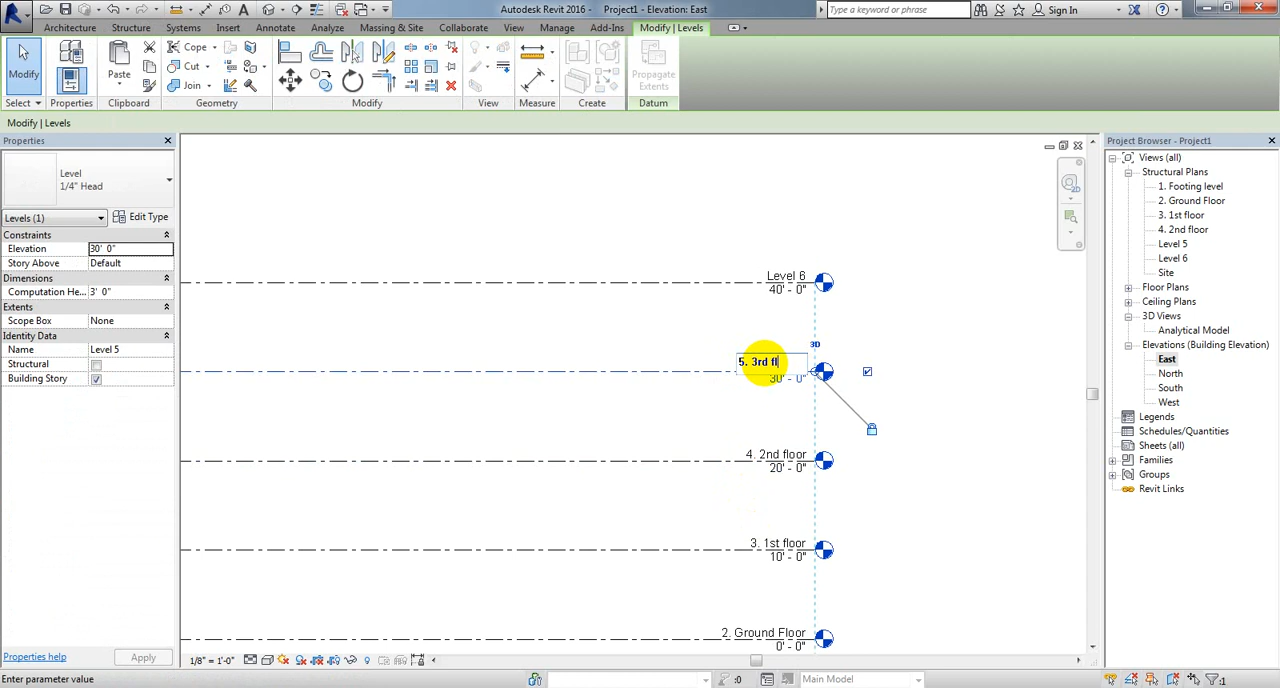 Autodesk Revit 2016 - Project1 - Elevation: East
Type a keyword or phrase
Sign In
Architecture Structure Systems Insert Annotate Analyze Massing & Site Collaborate View Manage Add-Ins Modify | Levels
Modify
Paste
Cope
Cut
Join
Propagate
Extents
Select Properties Clipboard Geometry Modify View Measure Create Datum
Modify | Levels
Properties
Level
1/4" Head
Levels (1)
Edit Type
Constraints
Elevation 30' 0"
Story Above Default
Dimensions
Computation He... 3' 0"
Extents
Scope Box None
Identity Data
Name Level 5
Structural
Building Story
Properties help
Apply
Level 6
40' - 0"
3D
5. 3rd fl
30' - 0"
4. 2nd floor
20' - 0"
3. 1st floor
10' - 0"
2. Ground Floor
0' - 0"
2D
Project Browser - Project1
Views (all)
Structural Plans
1. Footing level
2. Ground Floor
3. 1st floor
4. 2nd floor
Level 5
Level 6
Site
Floor Plans
Ceiling Plans
3D Views
Analytical Model
Elevations (Building Elevation)
East
North
South
West
Legends
Schedules/Quantities
Sheets (all)
Families
Groups
Revit Links
1/8" = 1'-0"
Enter parameter value
:0
Main Model
:1